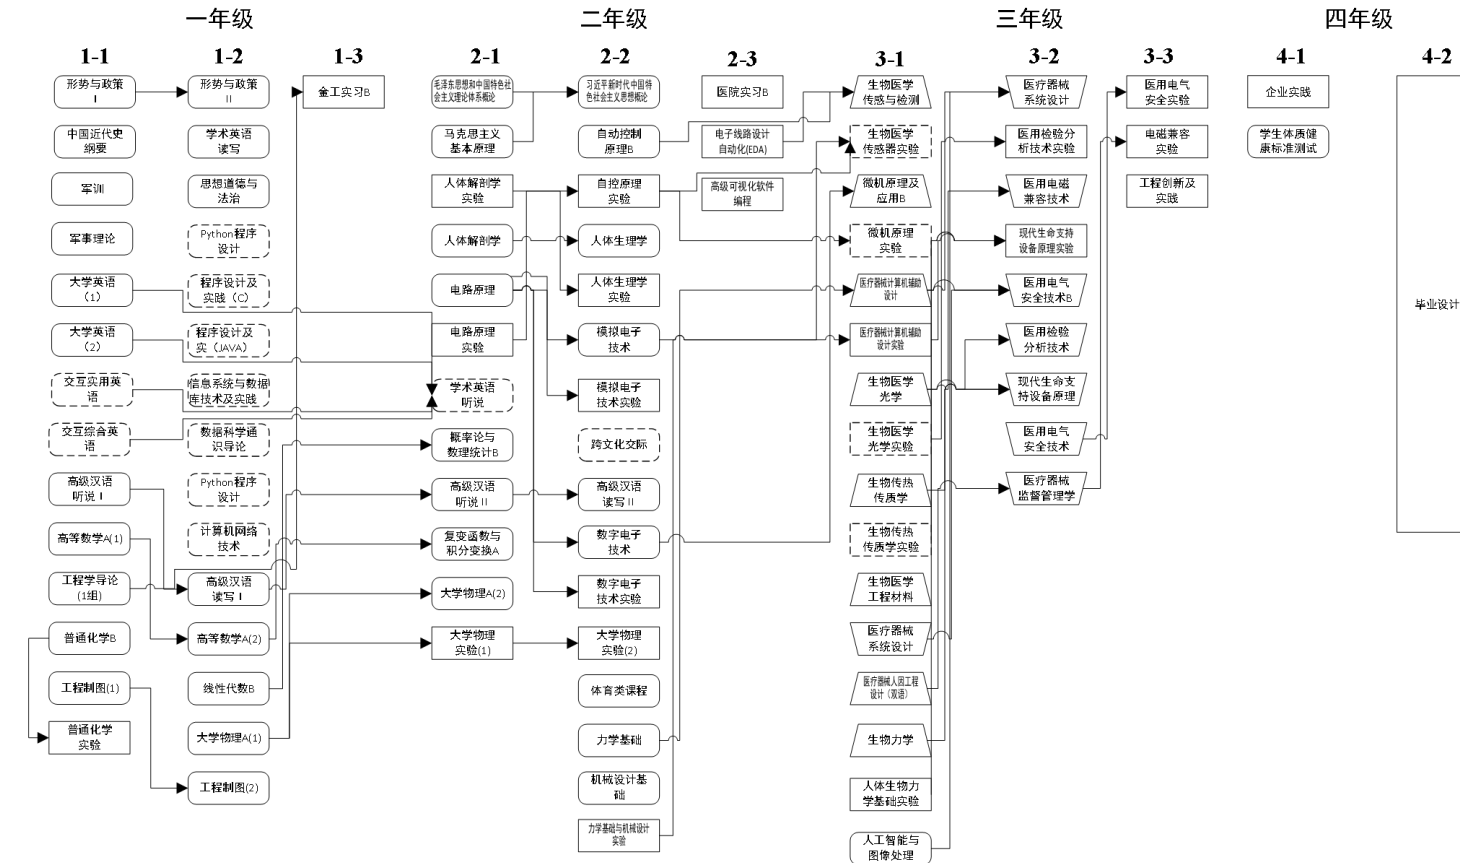 一年级
二年级
三年级
四年级
1-1
1-2
1-3
2-1
2-2
2-3
3-1
3-2
3-3
4-1
4-2
形势与政策
I
中国近代史
纲要
军训
军事理论
大学英语
（1）
大学英语
（2）
交互实用英
语
交互综合英
语
高级汉语
听说 I
高等数学A(1)
工程学导论
(1组)
普通化学B
工程制图(1)
普通化学
实验
形势与政策
II
学术英语
读写
思想道德与
法治
Python程序
设计
程序设计及
实践（C）
程序设计及
实（JAVA）
信息系统与数据
库技术及实践
数据科学通
识导论
Python程序
设计
计算机网络
技术
高级汉语
读写 I
高等数学A(2)
线性代数B
大学物理A(1)
工程制图(2)
金工实习B
毛泽东思想和中国特色社
会主义理论体系概论
马克思主义
基本原理
人体解剖学
实验
人体解剖学
电路原理
电路原理
实验
学术英语
听说
概率论与
数理统计B
高级汉语
听说 II
复变函数与
积分变换A
大学物理A(2)
大学物理
实验(1)
习近平新时代中国特
色社会主义思想概论
自动控制
原理B
自控原理
实验
人体生理学
人体生理学
实验
模拟电子
技术
模拟电子
技术实验
跨文化交际
高级汉语
读写 II
数字电子
技术
数字电子
技术实验
大学物理
实验(2)
体育类课程
力学基础
机械设计基
础
力学基础与机械设计
实验
医院实习B
电子线路设计
自动化(EDA)
高级可视化软件
编程
生物医学
传感与检测
生物医学
传感器实验
微机原理及
应用B
微机原理
实验
医疗器械计算机辅助
设计
医疗器械计算机辅助
设计实验
生物医学
光学
生物医学
光学实验
生物传热
传质学
生物传热
传质学实验
生物医学
工程材料
医疗器械
系统设计
医疗器械人因工程
设计（双语）
生物力学
人体生物力
学基础实验
人工智能与
图像处理
医疗器械
系统设计
医用检验分
析技术实验
医用电磁
兼容技术
现代生命支持
设备原理实验
医用电气
安全技术B
医用检验
分析技术
现代生命支
持设备原理
医用电气
安全技术
医疗器械
监督管理学
医用电气
安全实验
电磁兼容
实验
工程创新及
实践
企业实践
学生体质健
康标准测试
毕业设计